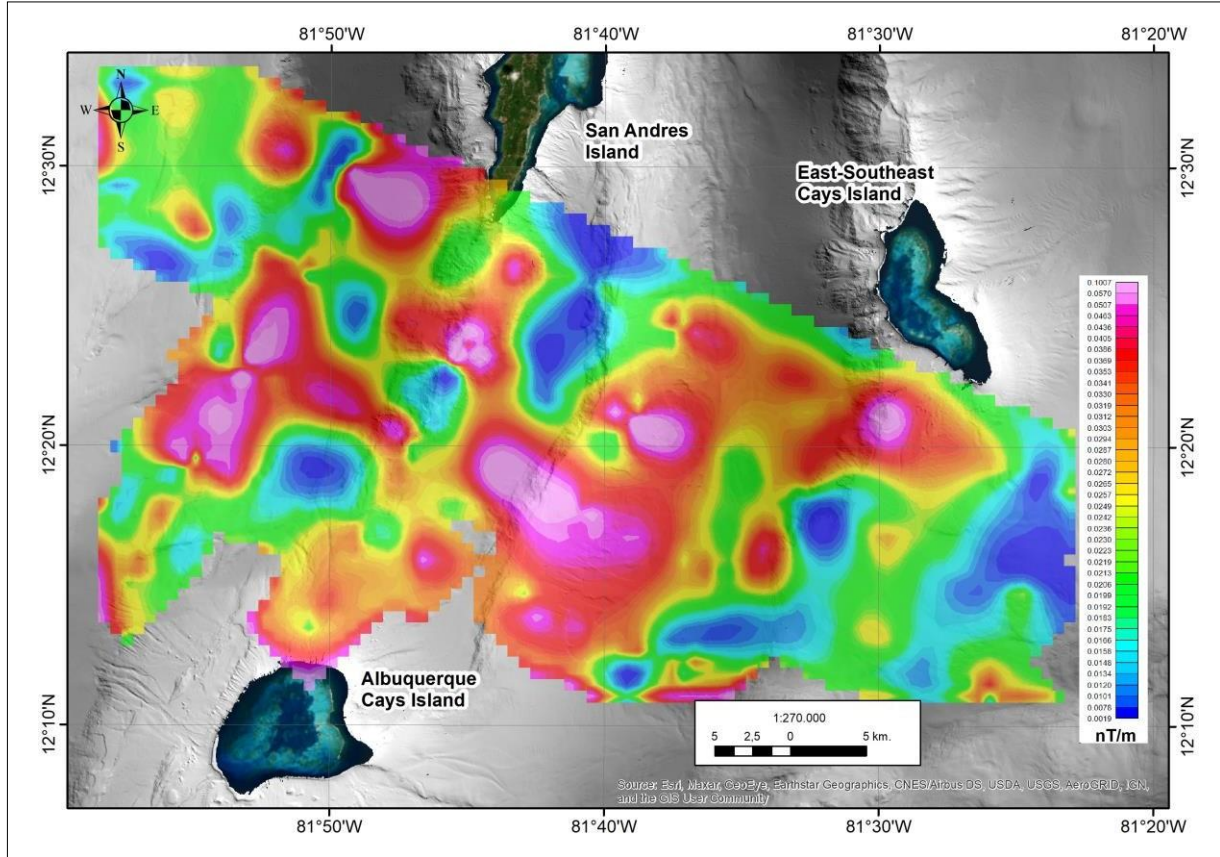 81°50'W
81°40'W
81°30'W
81°20'W
N
W
E
S
San Andres
Island
12°30'N
East-Southeast
Cays Island
12°30'N
0.1007
0.0570
0.0507
0.0463
0.0436
0.0405
0.0386
0.0369
0.0353
0.0341
0.0330
0.0319
0.0312
0.0303
0.0294
0.0287
0.0280
0.0272
0.0265
0.0257
0.0249
0.0242
0.0236
0.0230
0.0223
0.0219
0.0213
0.0206
0.0199
0.0192
0.0183
0.0175
0.0166
0.0156
0.0148
0.0134
0.0120
0.0101
0.0076
0.0019
nT/m
12°20'N
12°20'N
Albuquerque
Cays Island
12°10'N
12°10'N
1:270.000
5 2,5 0 5 km.
Source: Esri, Maxar, GeoEye, Earthstar Geographics, CNES/Airbus DS, USDA, USGS, AeroGRID, IGN,
and the GIS User Community
81°50'W
81°40'W
81°30'W
81°20'W